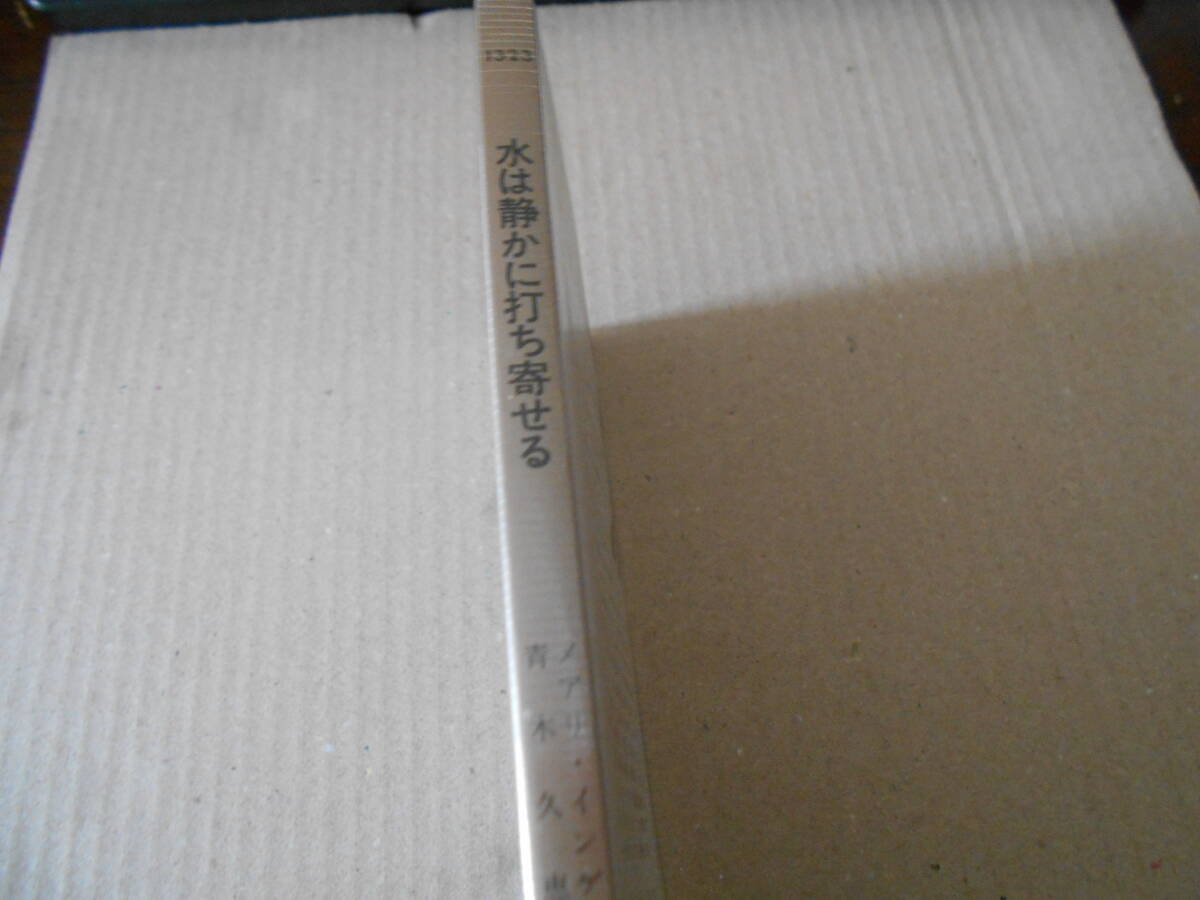 1323
水は静かに打ち寄せる
メアリ・イング
青木久